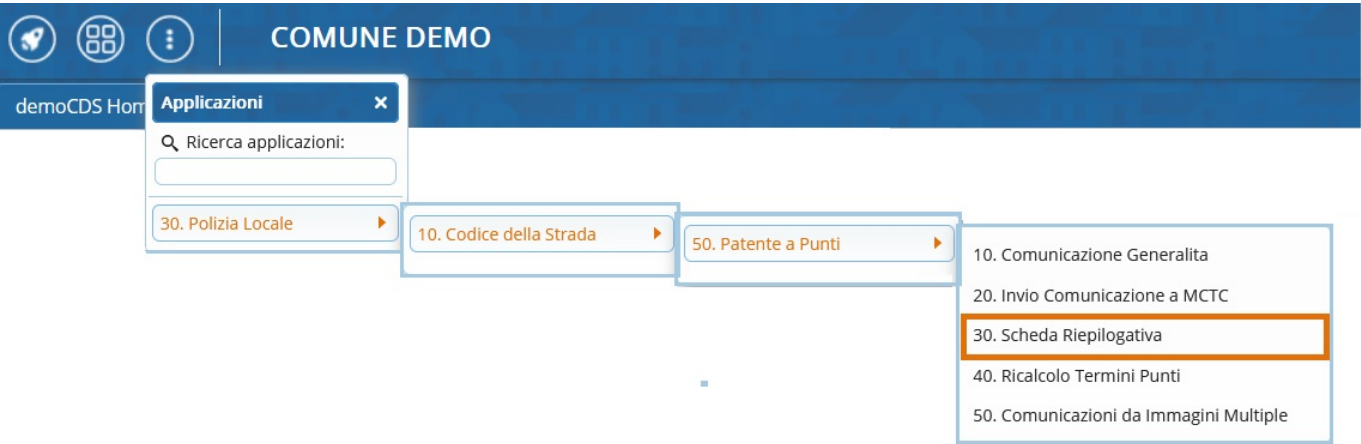 COMUNE DEMO
demoCDS Hom
Applicazioni
Ricerca applicazioni:
30. Polizia Locale
10. Codice della Strada
50. Patente a Punti
10. Comunicazione Generalita
20. Invio Comunicazione a MCTC
30. Scheda Riepilogativa
40. Ricalcolo Termini Punti
50. Comunicazioni da Immagini Multiple